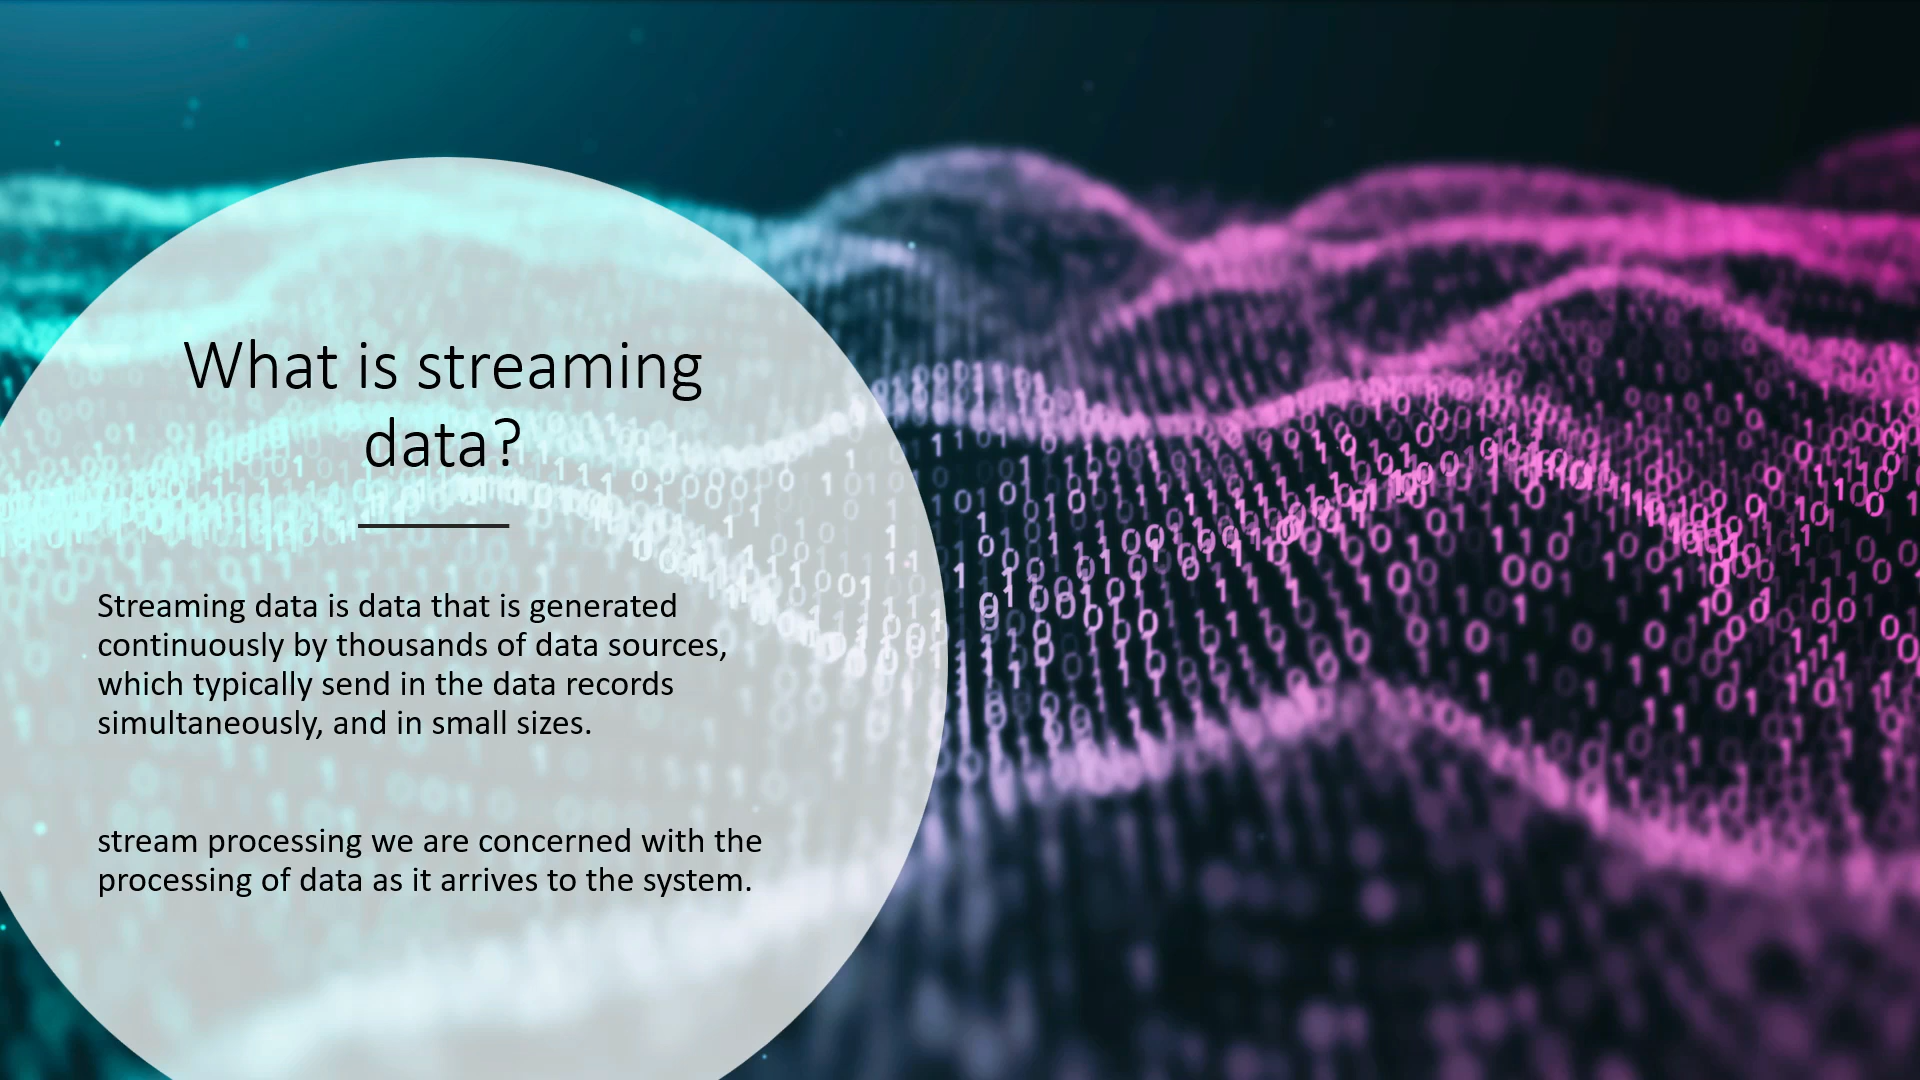 What is streaming
data?
Streaming data is data that is generated
continuously by thousands of data sources,
which typically send in the data records
simultaneously, and in small sizes.
stream processing we are concerned with the
processing of data as it arrives to the system.